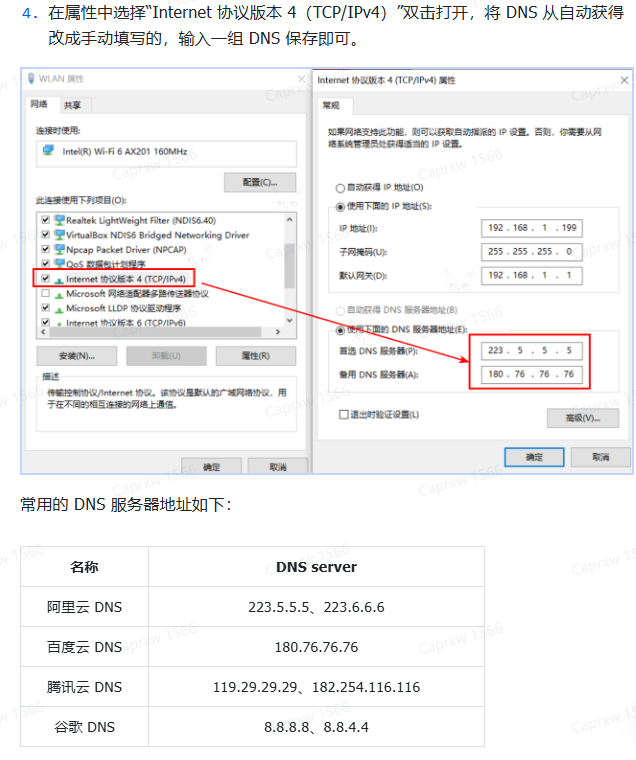 4. 在属性中选择“Internet 协议版本 4（TCP/IPv4）”双击打开，将 DNS 从自动获得
改成手动填写的，输入一组 DNS 保存即可。
WLAN 属性
网络 共享
连接时使用:
Intel(R) Wi-Fi 6 AX201 160MHz
配置(C)...
此连接使用下列项目(O):
Realtek LightWeight Filter (NDIS6.40)
VirtualBox NDIS6 Bridged Networking Driver
Npcap Packet Driver (NPCAP)
QoS 数据包计划程序
Internet 协议版本 4 (TCP/IPv4)
Microsoft 网络适配器多路传送器协议
Microsoft LLDP 协议驱动程序
Internet 协议版本 6 (TCP/IPv6)
安装(N)... 卸载(U) 属性(R)
描述
传输控制协议/Internet 协议。该协议是默认的广域网络协议，用
于在不同的相互连接的网络上通信。
确定 取消
Internet 协议版本 4 (TCP/IPv4) 属性
常规
如果网络支持此功能，则可以获取自动指派的 IP 设置。否则，你需要从网
络系统管理员处获得适当的 IP 设置。
自动获得 IP 地址(O)
使用下面的 IP 地址(S):
IP 地址(I): 192 . 168 . 1 . 199
子网掩码(U): 255 . 255 . 255 . 0
默认网关(D): 192 . 168 . 1 . 1
自动获得 DNS 服务器地址(B)
使用下面的 DNS 服务器地址(E):
首选 DNS 服务器(P): 223 . 5 . 5 . 5
备用 DNS 服务器(A): 180 . 76 . 76 . 76
退出时验证设置(L)
高级(V)...
确定 取消
常用的 DNS 服务器地址如下：
名称 DNS server
阿里云 DNS 223.5.5.5、223.6.6.6
百度云 DNS 180.76.76.76
腾讯云 DNS 119.29.29.29、182.254.116.116
谷歌 DNS 8.8.8.8、8.8.4.4
Caprxw 1566